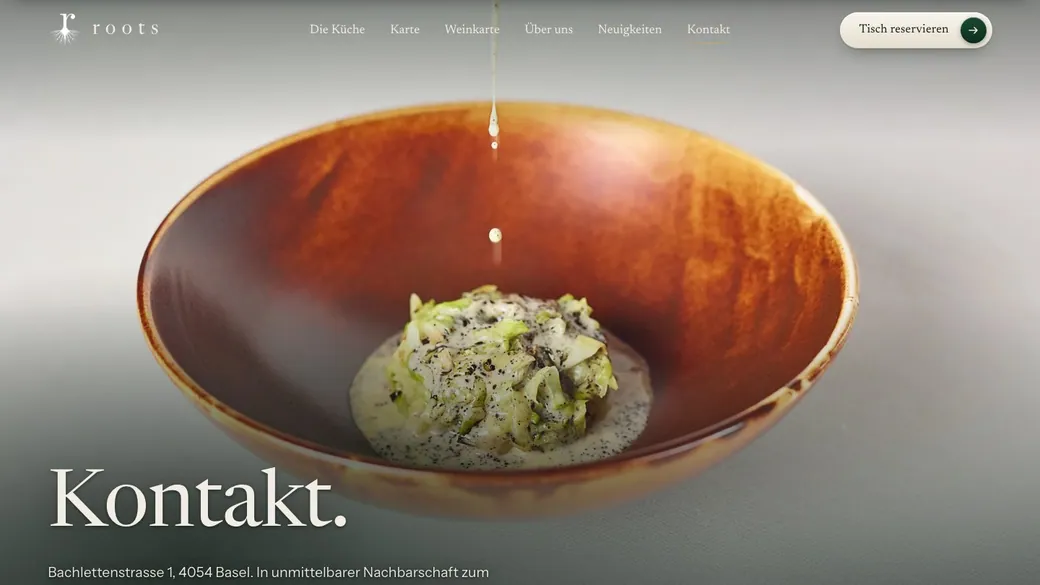 r roots
Die Küche Karte Weinkarte Über uns Neuigkeiten Kontakt
Tisch reservieren
Kontakt.
Bachlettenstrasse 1, 4054 Basel. In unmittelbarer Nachbarschaft zum